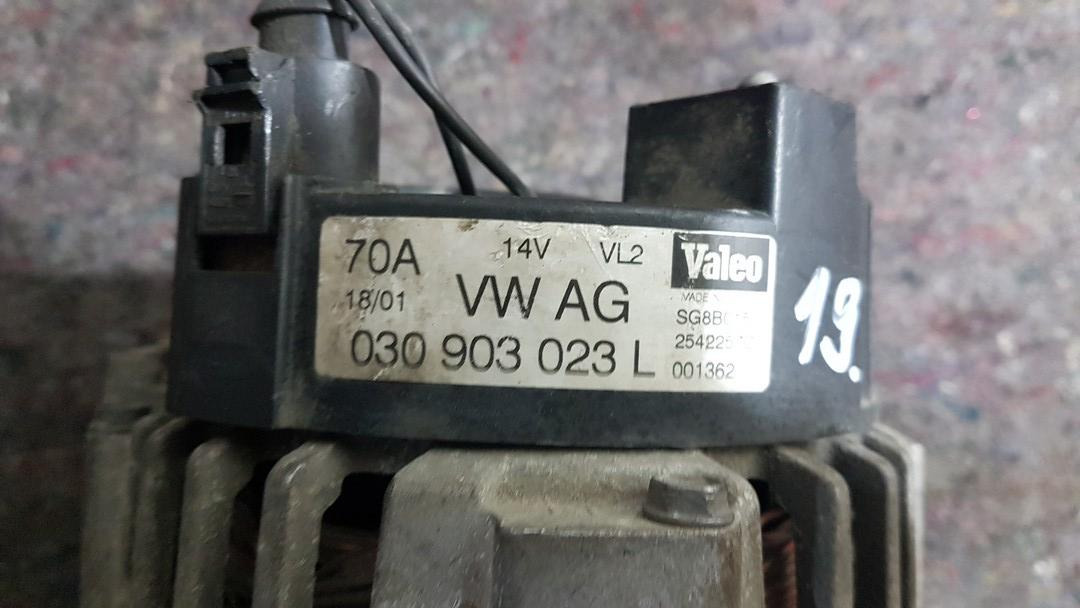 70A 14V VL2 Valeo
18/01 VW AG
030 903 023 L
001362
19.